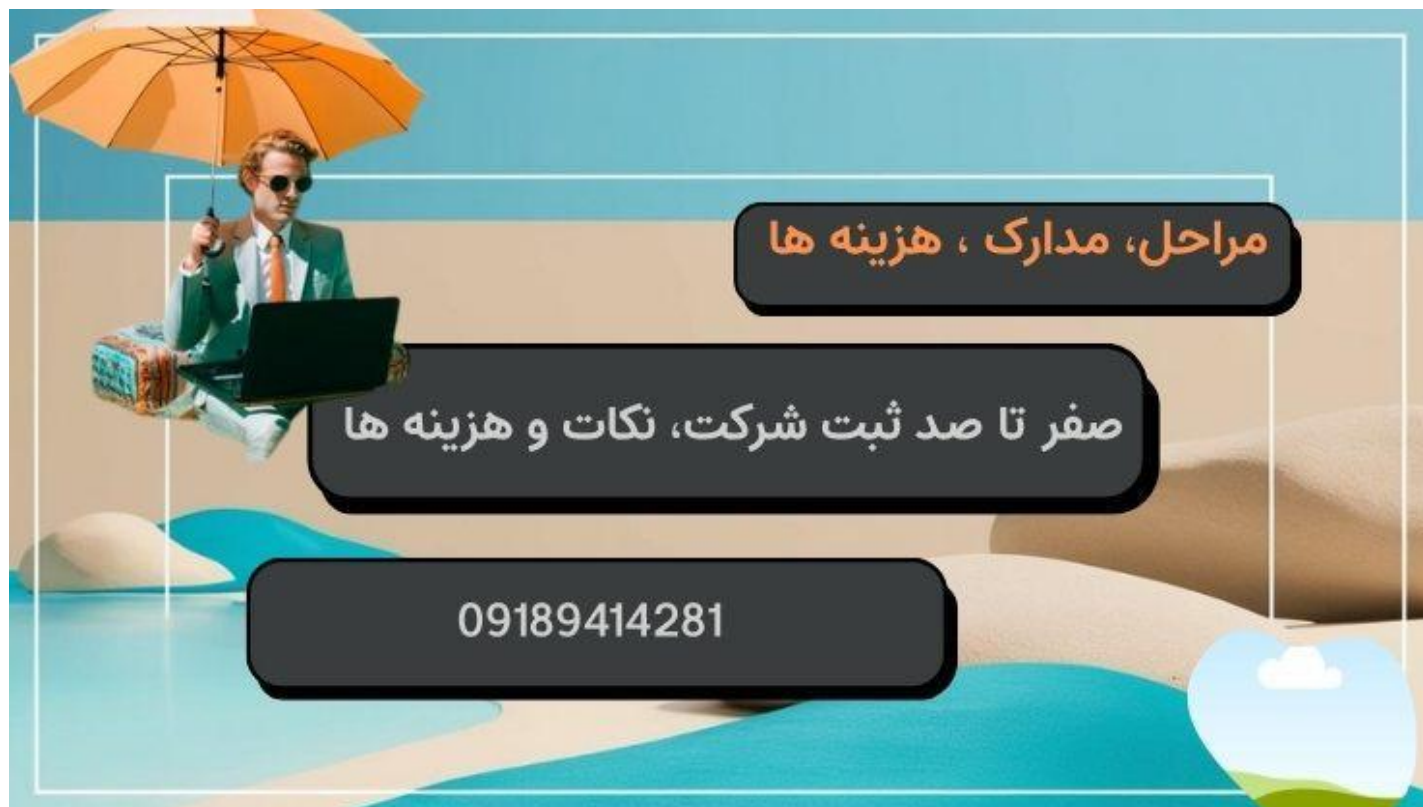 مراحل، مدارک ، هزینه ها
صفر تا صد ثبت شرکت، نکات و هزینه ها
09189414281